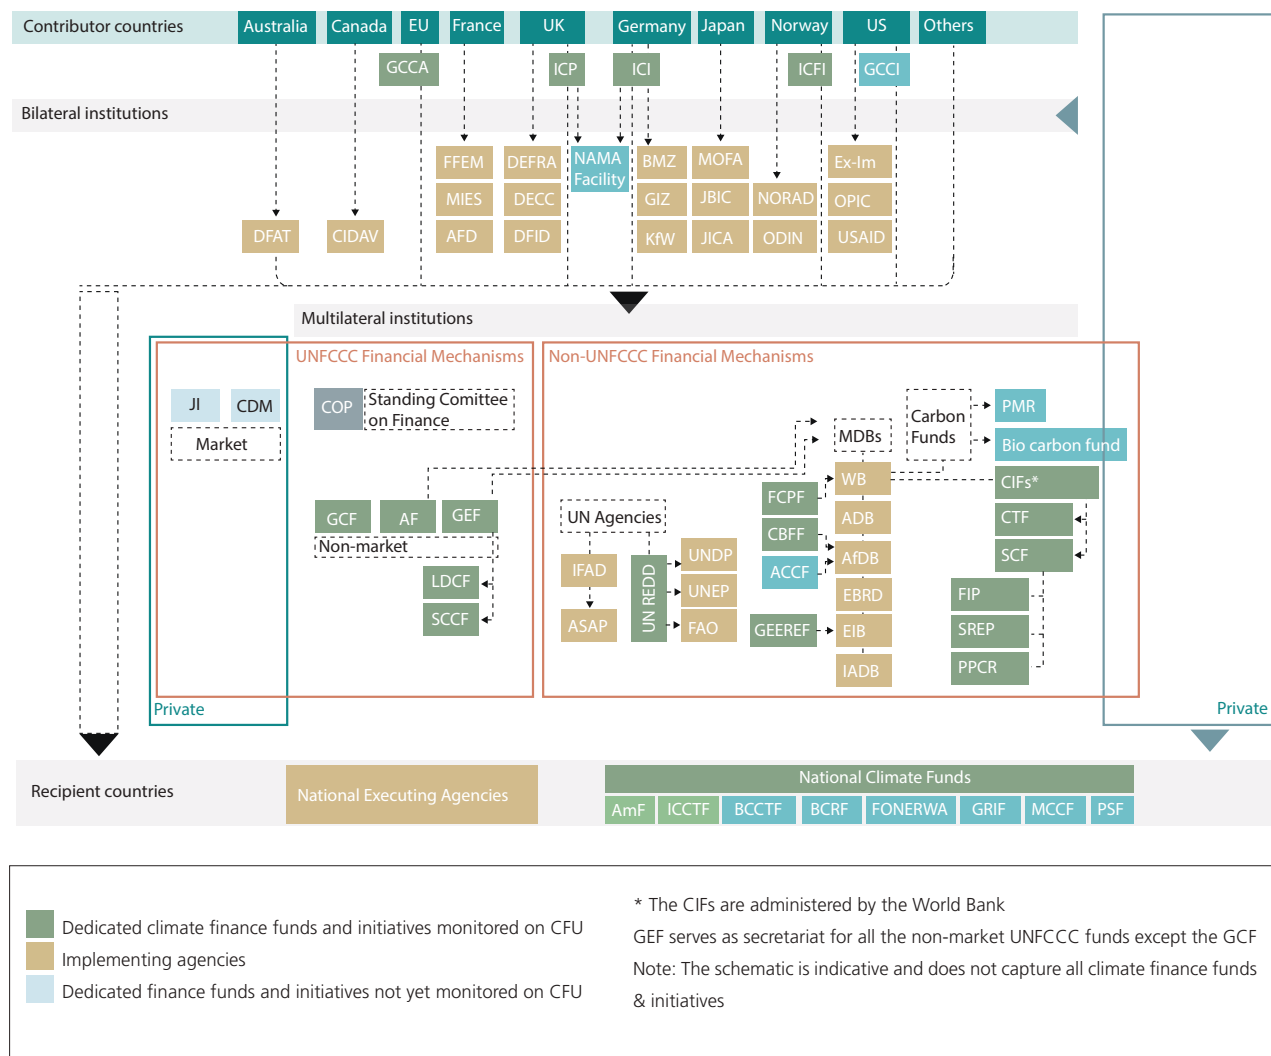 Contributor countries
Australia
Canada
EU
France
UK
Germany
Japan
Norway
US
Others
GCCA
ICP
ICI
ICFI
GCCI
Bilateral institutions
FFEM
DEFRA
NAMA
Facility
BMZ
MOFA
Ex-Im
MIES
DECC
GIZ
JBIC
NORAD
OPIC
DFAT
CIDAV
AFD
DFID
KfW
JICA
ODIN
USAID
Multilateral institutions
UNFCCC Financial Mechanisms
Non-UNFCCC Financial Mechanisms
JI
CDM
Market
COP
Standing Comittee
on Finance
MDBs
Carbon
Funds
PMR
Bio carbon fund
WB
CIFs*
FCPF
GCF
AF
GEF
Non-market
UN Agencies
ADB
CTF
CBFF
AfDB
SCF
ACCF
IFAD
UN REDD
UNDP
LDCF
UNEP
EBRD
FIP
SCCF
ASAP
FAO
GEEREF
EIB
SREP
IADB
PPCR
Private
Private
Recipient countries
National Executing Agencies
National Climate Funds
AmF
ICCTF
BCCTF
BCRF
FONERWA
GRIF
MCCF
PSF
Dedicated climate finance funds and initiatives monitored on CFU
Implementing agencies
Dedicated finance funds and initiatives not yet monitored on CFU
* The CIFs are administered by the World Bank
GEF serves as secretariat for all the non-market UNFCCC funds except the GCF
Note: The schematic is indicative and does not capture all climate finance funds
& initiatives